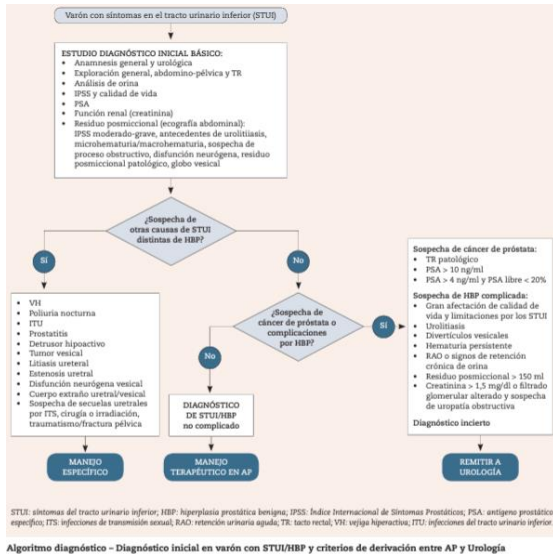 Varón con síntomas en el tracto urinario inferior (STUI)
ESTUDIO DIAGNÓSTICO INICIAL BÁSICO:
• Anamnesis general y urológica
• Exploración general, abdomino-pélvica y TR
• Análisis de orina
• IPSS y calidad de vida
• PSA
• Función renal (creatinina)
• Residuo posmiccional (ecografía abdominal):
IPSS moderado-grave, antecedentes de urolitiasis,
microhematuria/macrohematuria, sospecha de
proceso obstructivo, disfunción neurógena, residuo
posmiccional patológico, globo vesical
¿Sospecha de
otras causas de STUI
distintas de HBP?
Sí
No
• VH
• Poliuria nocturna
• ITU
• Prostatitis
• Detrusor hipoactivo
• Tumor vesical
• Litiasis ureteral
• Estenosis uretral
• Disfunción neurógena vesical
• Cuerpo extraño uretral/vesical
• Sospecha de secuelas uretrales
por ITS, cirugía o irradiación,
traumatismo/fractura pélvica
MANEJO
ESPECÍFICO
¿Sospecha de
cáncer de próstata o
complicaciones
por HBP?
No
Sí
DIAGNÓSTICO
DE STUI/HBP
no complicado
MANEJO
TERAPÉUTICO EN AP
Sospecha de cáncer de próstata:
• TR patológico
• PSA > 10 ng/ml
• PSA > 4 ng/ml y PSA libre < 20%
Sospecha de HBP complicada:
• Gran afectación de calidad de
vida y limitaciones por los STUI
• Urolitiasis
• Divertículos vesicales
• Hematuria persistente
• RAO o signos de retención
crónica de orina
• Residuo posmiccional > 150 ml
• Creatinina > 1,5 mg/dl o filtrado
glomerular alterado y sospecha
de uropatía obstructiva
Diagnóstico incierto
REMITIR A
UROLOGÍA
STUI: síntomas del tracto urinario inferior; HBP: hiperplasia prostática benigna; IPSS: Índice Internacional de Síntomas Prostáticos; PSA: antígeno prostático
específico; ITS: infecciones de transmisión sexual; RAO: retención urinaria aguda; TR: tacto rectal; VH: vejiga hiperactiva; ITU: infecciones del tracto urinario inferior.
Algoritmo diagnóstico – Diagnóstico inicial en varón con STUI/HBP y criterios de derivación entre AP y Urología